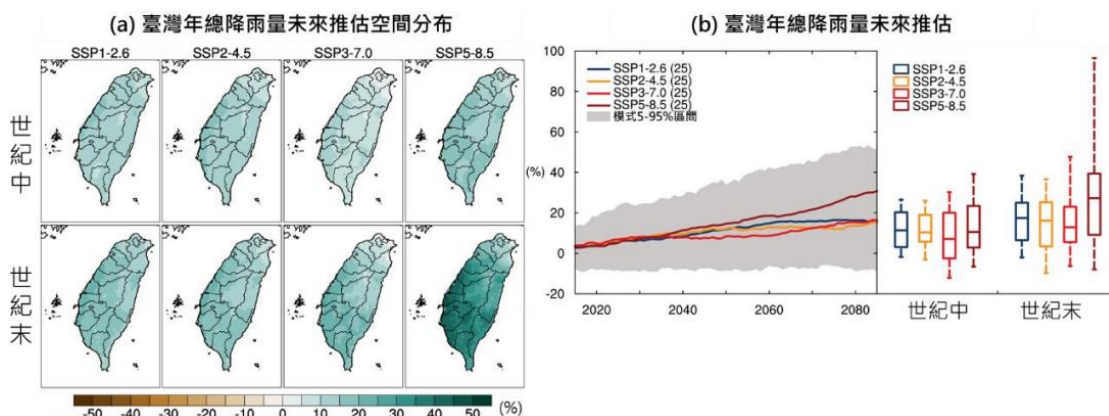 (a) 臺灣年總降雨量未來推估空間分布
SSP1-2.6 SSP2-4.5 SSP3-7.0 SSP5-8.5
世紀中
世紀末
-50 -40 -30 -20 -10 0 10 20 30 40 50 (%)
(b) 臺灣年總降雨量未來推估
100
80
60
40
20
0
-20
(%)
SSP1-2.6 (25)
SSP2-4.5 (25)
SSP3-7.0 (25)
SSP5-8.5 (25)
模式5-95%區間
2020 2040 2060 2080
SSP1-2.6
SSP2-4.5
SSP3-7.0
SSP5-8.5
世紀中 世紀末